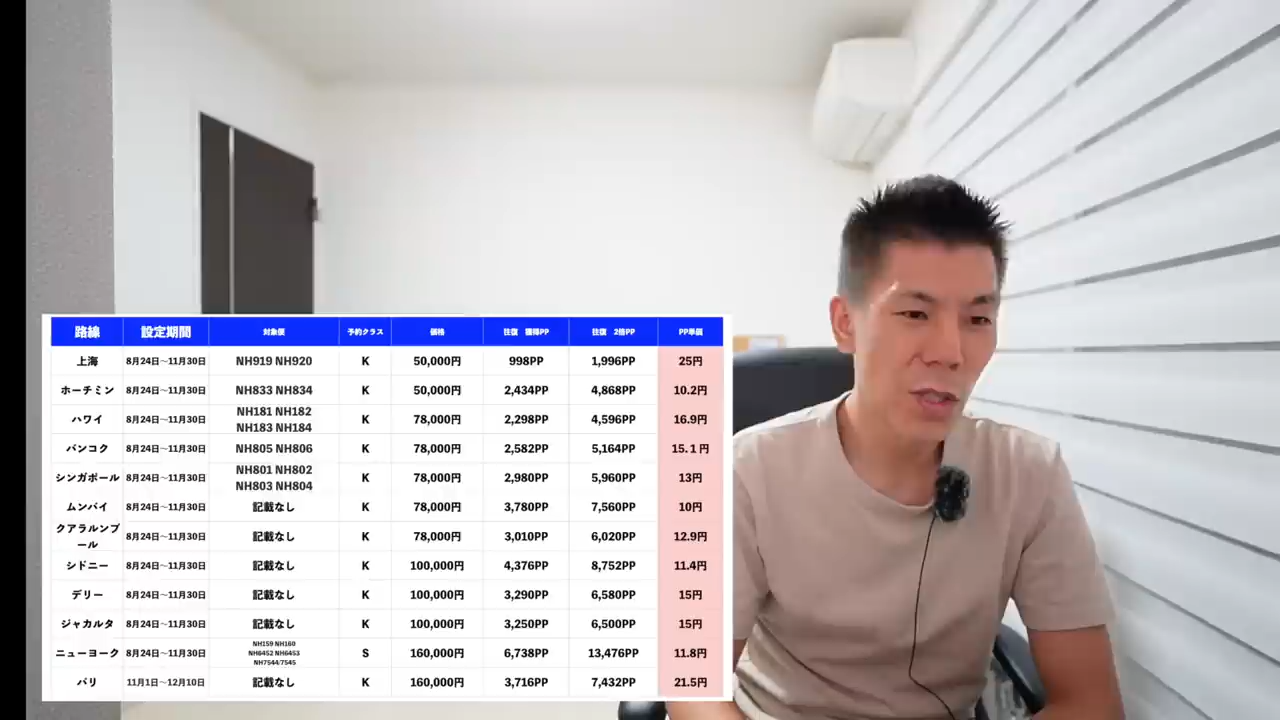 路線 設定期間 対象便 予約クラス 価格 往復 獲得PP 往復 2倍PP PP単価
上海 8月24日〜11月30日 NH919 NH920 K 50,000円 998PP 1,996PP 25円
ホーチミン 8月24日〜11月30日 NH833 NH834 K 50,000円 2,434PP 4,868PP 10.2円
ハワイ 8月24日〜11月30日 NH181 NH182 K 78,000円 2,298PP 4,596PP 16.9円
NH183 NH184
バンコク 8月24日〜11月30日 NH805 NH806 K 78,000円 2,582PP 5,164PP 15.1円
シンガポール 8月24日〜11月30日 NH801 NH802 K 78,000円 2,980PP 5,960PP 13円
NH803 NH804
ムンバイ 8月24日〜11月30日 記載なし K 78,000円 3,780PP 7,560PP 10円
クアラルンプ 8月24日〜11月30日 記載なし K 78,000円 3,010PP 6,020PP 12.9円
ール
シドニー 8月24日〜11月30日 記載なし K 100,000円 4,376PP 8,752PP 11.4円
デリー 8月24日〜11月30日 記載なし K 100,000円 3,290PP 6,580PP 15円
ジャカルタ 8月24日〜11月30日 記載なし K 100,000円 3,250PP 6,500PP 15円
ニューヨーク 8月24日〜11月30日 NH159 NH160 S 160,000円 6,738PP 13,476PP 11.8円
NH6452 NH6453
NH7544/7545
パリ 11月1日〜12月10日 記載なし K 160,000円 3,716PP 7,432PP 21.5円